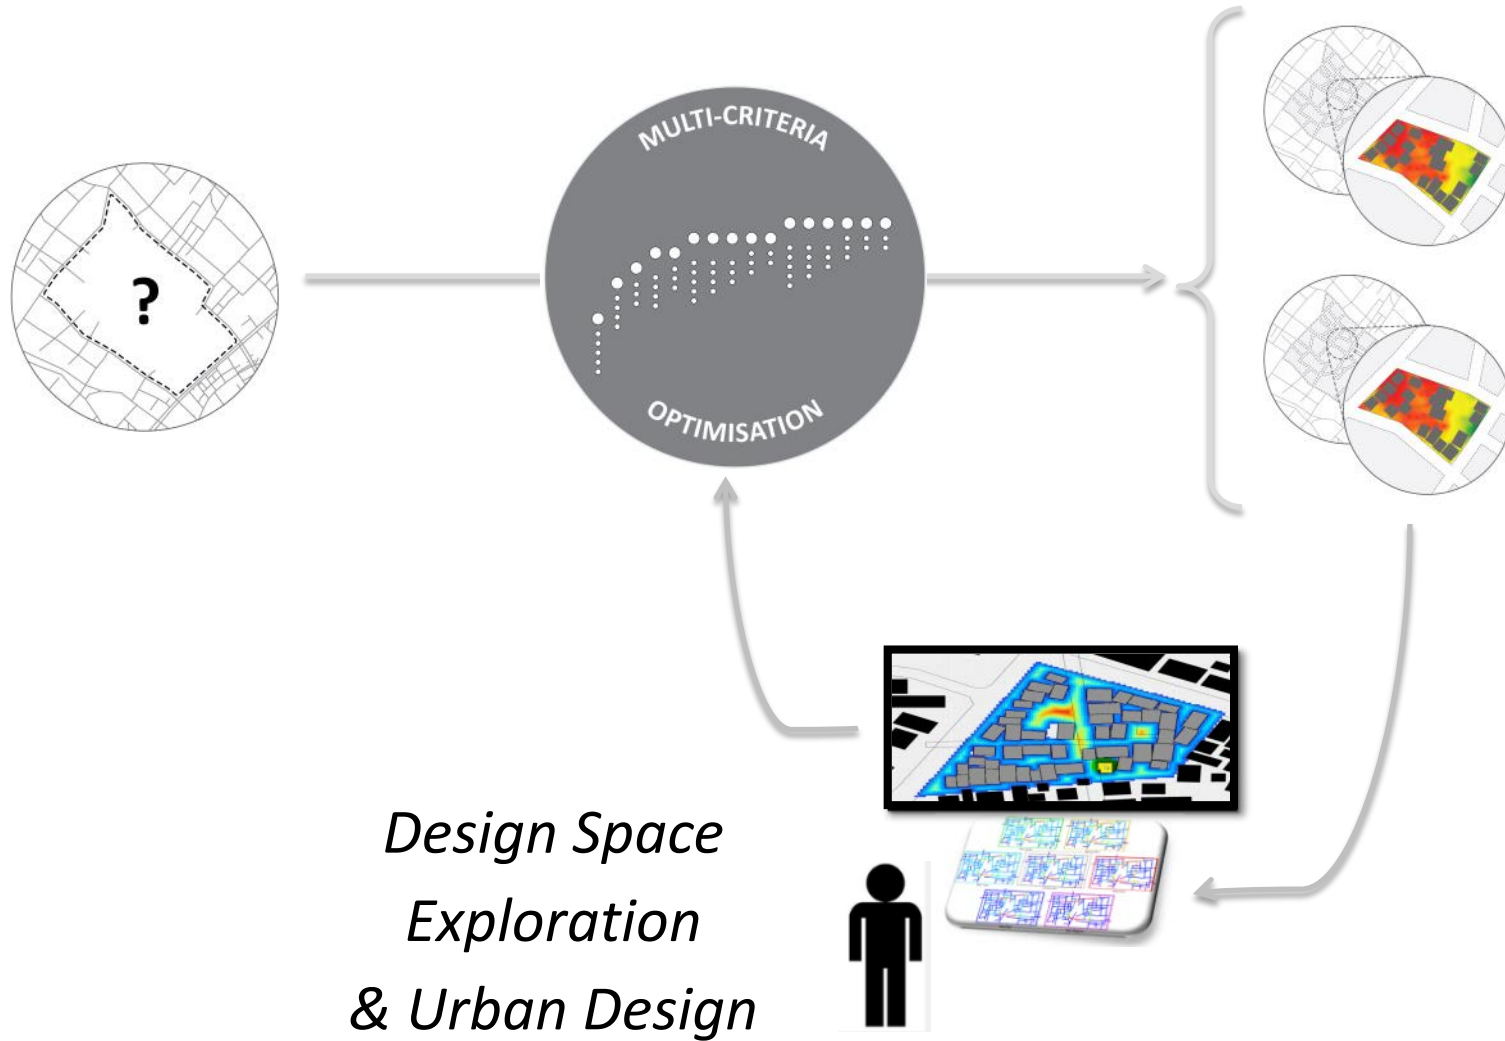 MULTI-CRITERIA
?
OPTIMISATION
Design Space
Exploration
& Urban Design